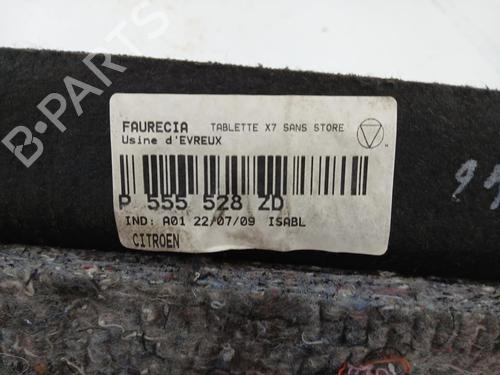 FAURECIA TABLETTE X7 SANS STORE
Usine d'EVREUX
P 555 528 ZD
IND: A01 22/07/09 ISABL
CITROEN
B-PARTS